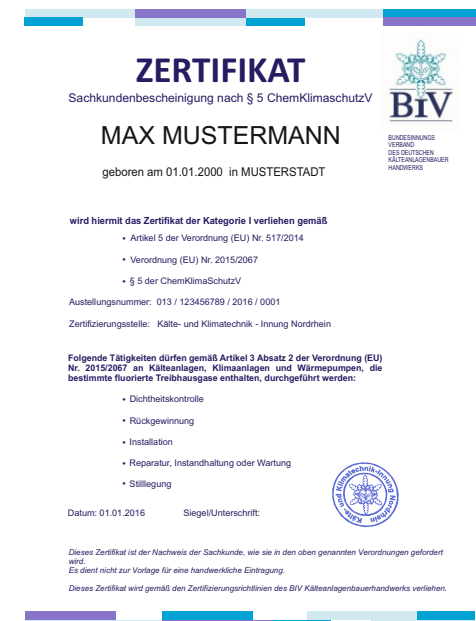 ZERTIFIKAT
Sachkundenbescheinigung nach § 5 ChemKlimaschutzV
MAX MUSTERMANN
geboren am 01.01.2000 in MUSTERSTADT
BIV
BUNDESINNUNGS
VERBAND
DES DEUTSCHEN
KÄLTEANLAGENBAUER
HANDWERKS
wird hiermit das Zertifikat der Kategorie I verliehen gemäß
• Artikel 5 der Verordnung (EU) Nr. 517/2014
• Verordnung (EU) Nr. 2015/2067
• § 5 der ChemKlimaSchutzV
Austellungsnummer: 013 / 123456789 / 2016 / 0001
Zertifizierungsstelle: Kälte- und Klimatechnik - Innung Nordrhein
Folgende Tätigkeiten dürfen gemäß Artikel 3 Absatz 2 der Verordnung (EU)
Nr. 2015/2067 an Kälteanlagen, Klimaanlagen und Wärmepumpen, die
bestimmte fluorierte Treibhausgase enthalten, durchgeführt werden:
• Dichtheitskontrolle
• Rückgewinnung
• Installation
• Reparatur, Instandhaltung oder Wartung
• Stilllegung
Kälte- und Klimatechnik-Innung Nordrhein
Datum: 01.01.2016 Siegel/Unterschrift:
Dieses Zertifikat ist der Nachweis der Sachkunde, wie sie in den oben genannten Verordnungen gefordert
wird.
Es dient nicht zur Vorlage für eine handwerkliche Eintragung.
Dieses Zertifikat wird gemäß den Zertifizierungsrichtlinien des BIV Kälteanlagenbauerhandwerks verliehen.